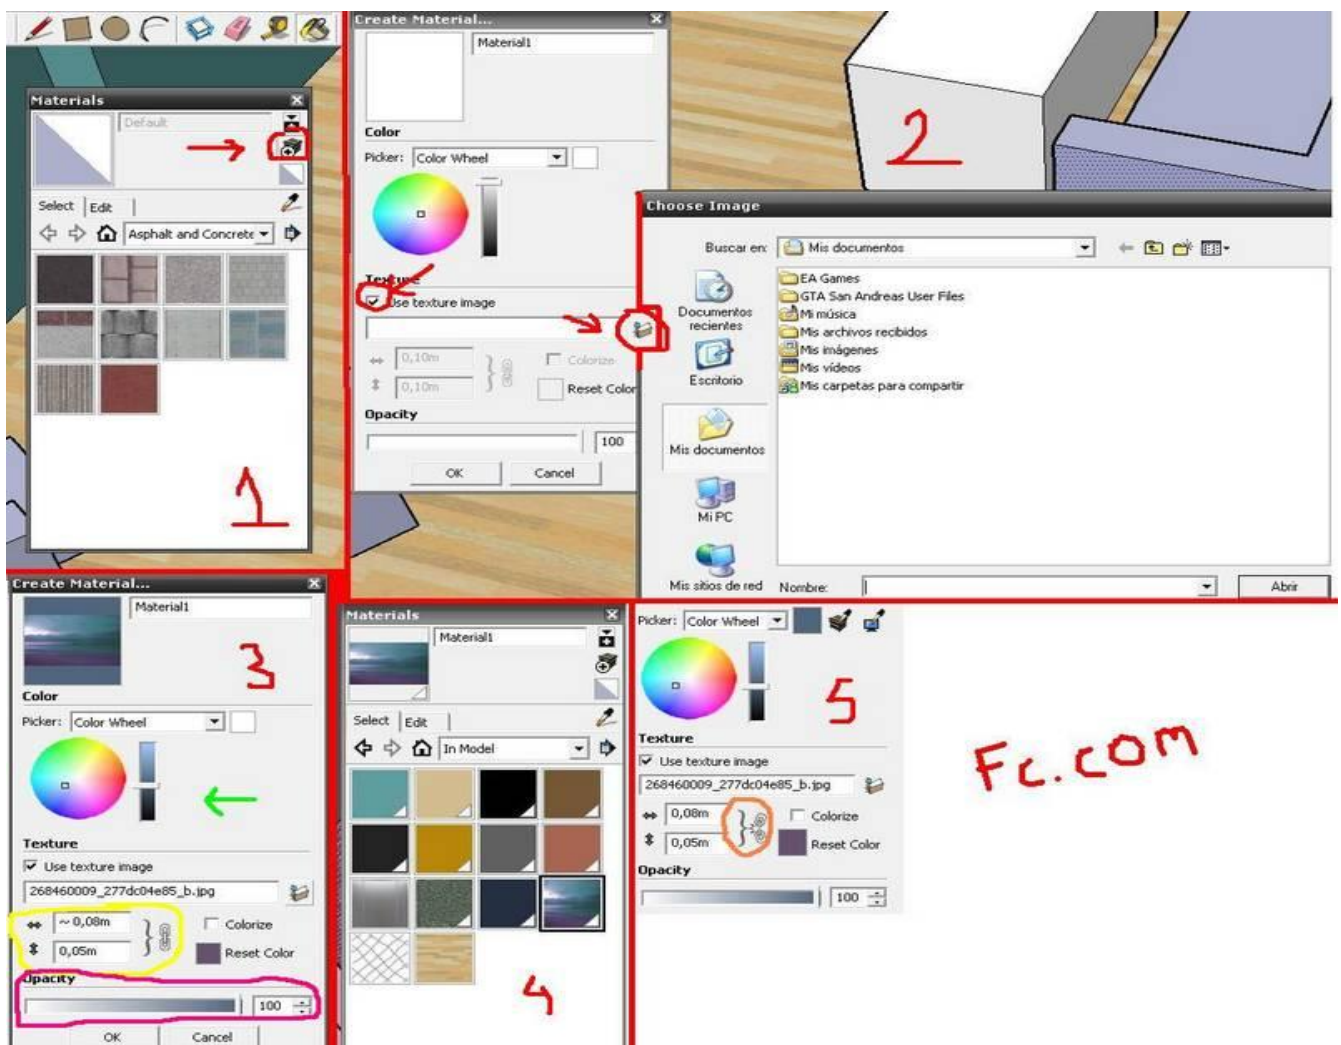 Materials
Default
Select Edit
Asphalt and Concrete
1
Create Material...
Material1
Color
Picker: Color Wheel
Texture
Use texture image
0,10m
Colorize
0,10m
Reset Color
Opacity
100
OK Cancel
2
Choose Image
Buscar en: Mis documentos
EA Games
GTA San Andreas User Files
Mi música
Mis archivos recibidos
Mis imágenes
Mis vídeos
Mis carpetas para compartir
Documentos
recientes
Escritorio
Mis documentos
Mi PC
Mis sitios de red
Nombre:
Abrir
Create Material...
Material1
3
Color
Picker: Color Wheel
Texture
Use texture image
268460009_277dc04e85_b.jpg
~ 0,08m
Colorize
0,05m
Reset Color
Opacity
100
OK Cancel
Materials
Material1
Select Edit
In Model
4
Picker: Color Wheel
5
Texture
Use texture image
268460009_277dc04e85_b.jpg
0,08m
Colorize
0,05m
Reset Color
Opacity
100
Fc.com